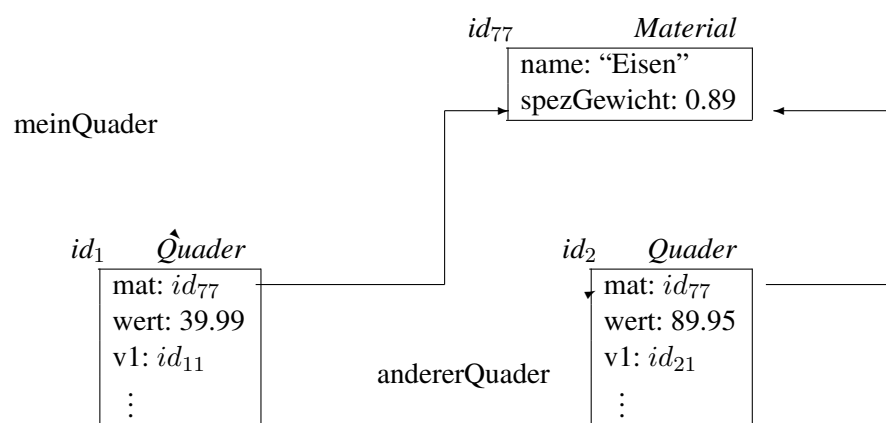 id77 Material
name: “Eisen”
spezGewicht: 0.89
meinQuader
id1 Quader
mat: id77
wert: 39.99
v1: id11
⋮
id2 Quader
mat: id77
wert: 89.95
v1: id21
⋮
andererQuader